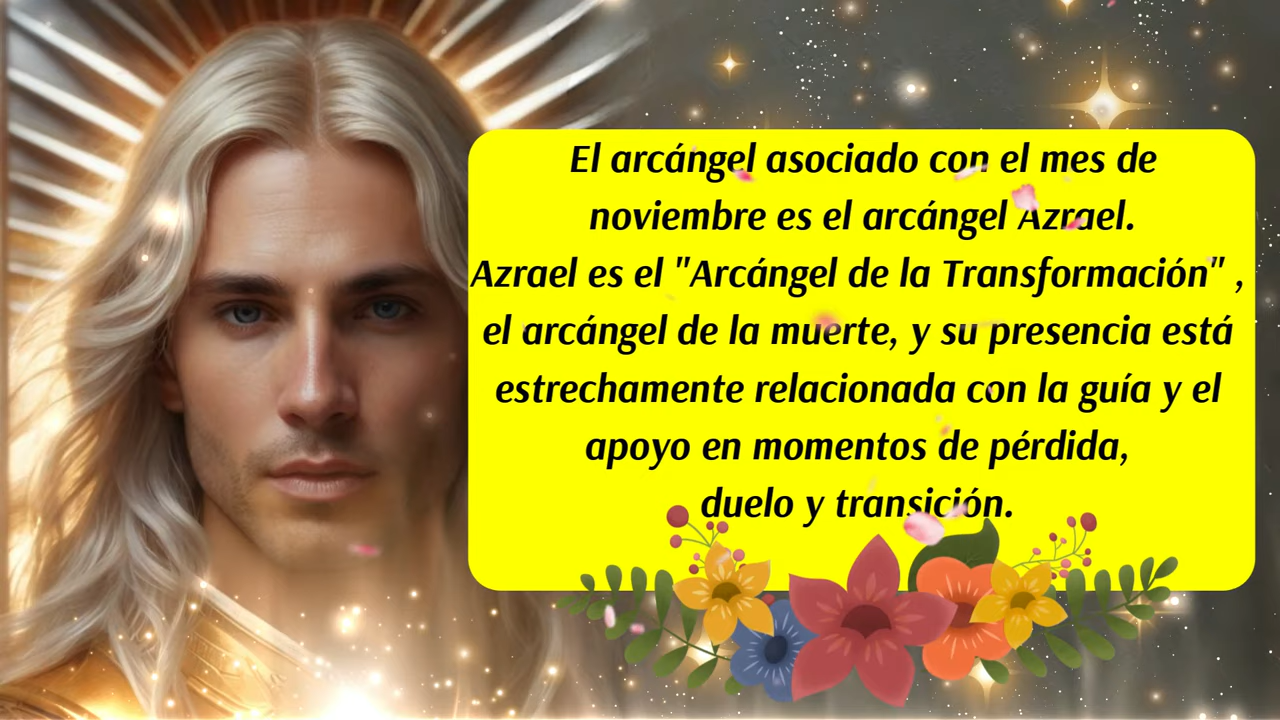 El arcángel asociado con el mes de
noviembre es el arcángel Azrael.
Azrael es el "Arcángel de la Transformación" ,
el arcángel de la muerte, y su presencia está
estrechamente relacionada con la guía y el
apoyo en momentos de pérdida,
duelo y transición.